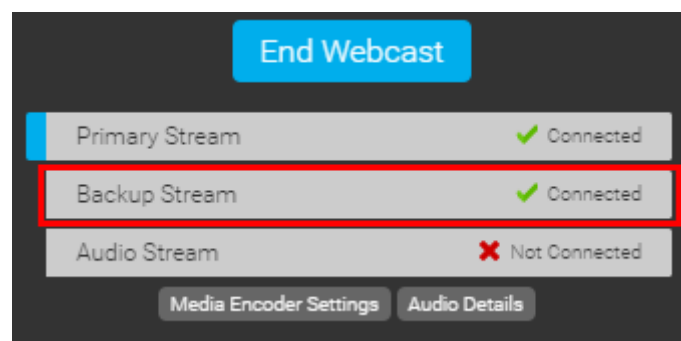 End Webcast
Primary Stream Connected
Backup Stream Connected
Audio Stream Not Connected
Media Encoder Settings Audio Details